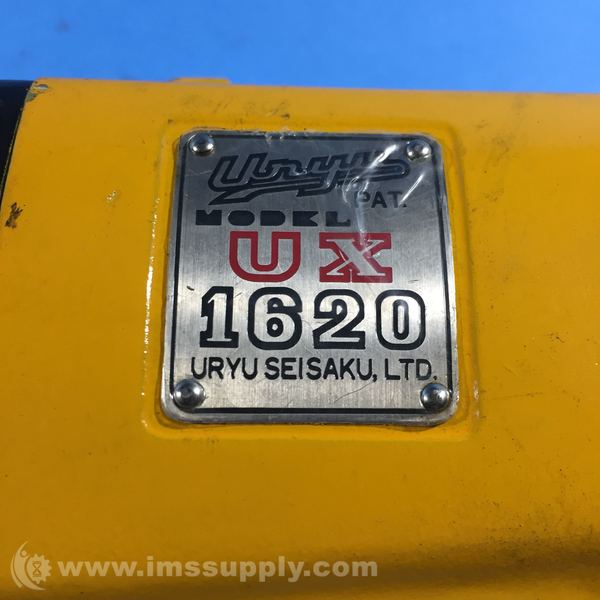 Uryu
PAT.
MODEL
UX
1620
URYU SEISAKU, LTD.
www.imssupply.com